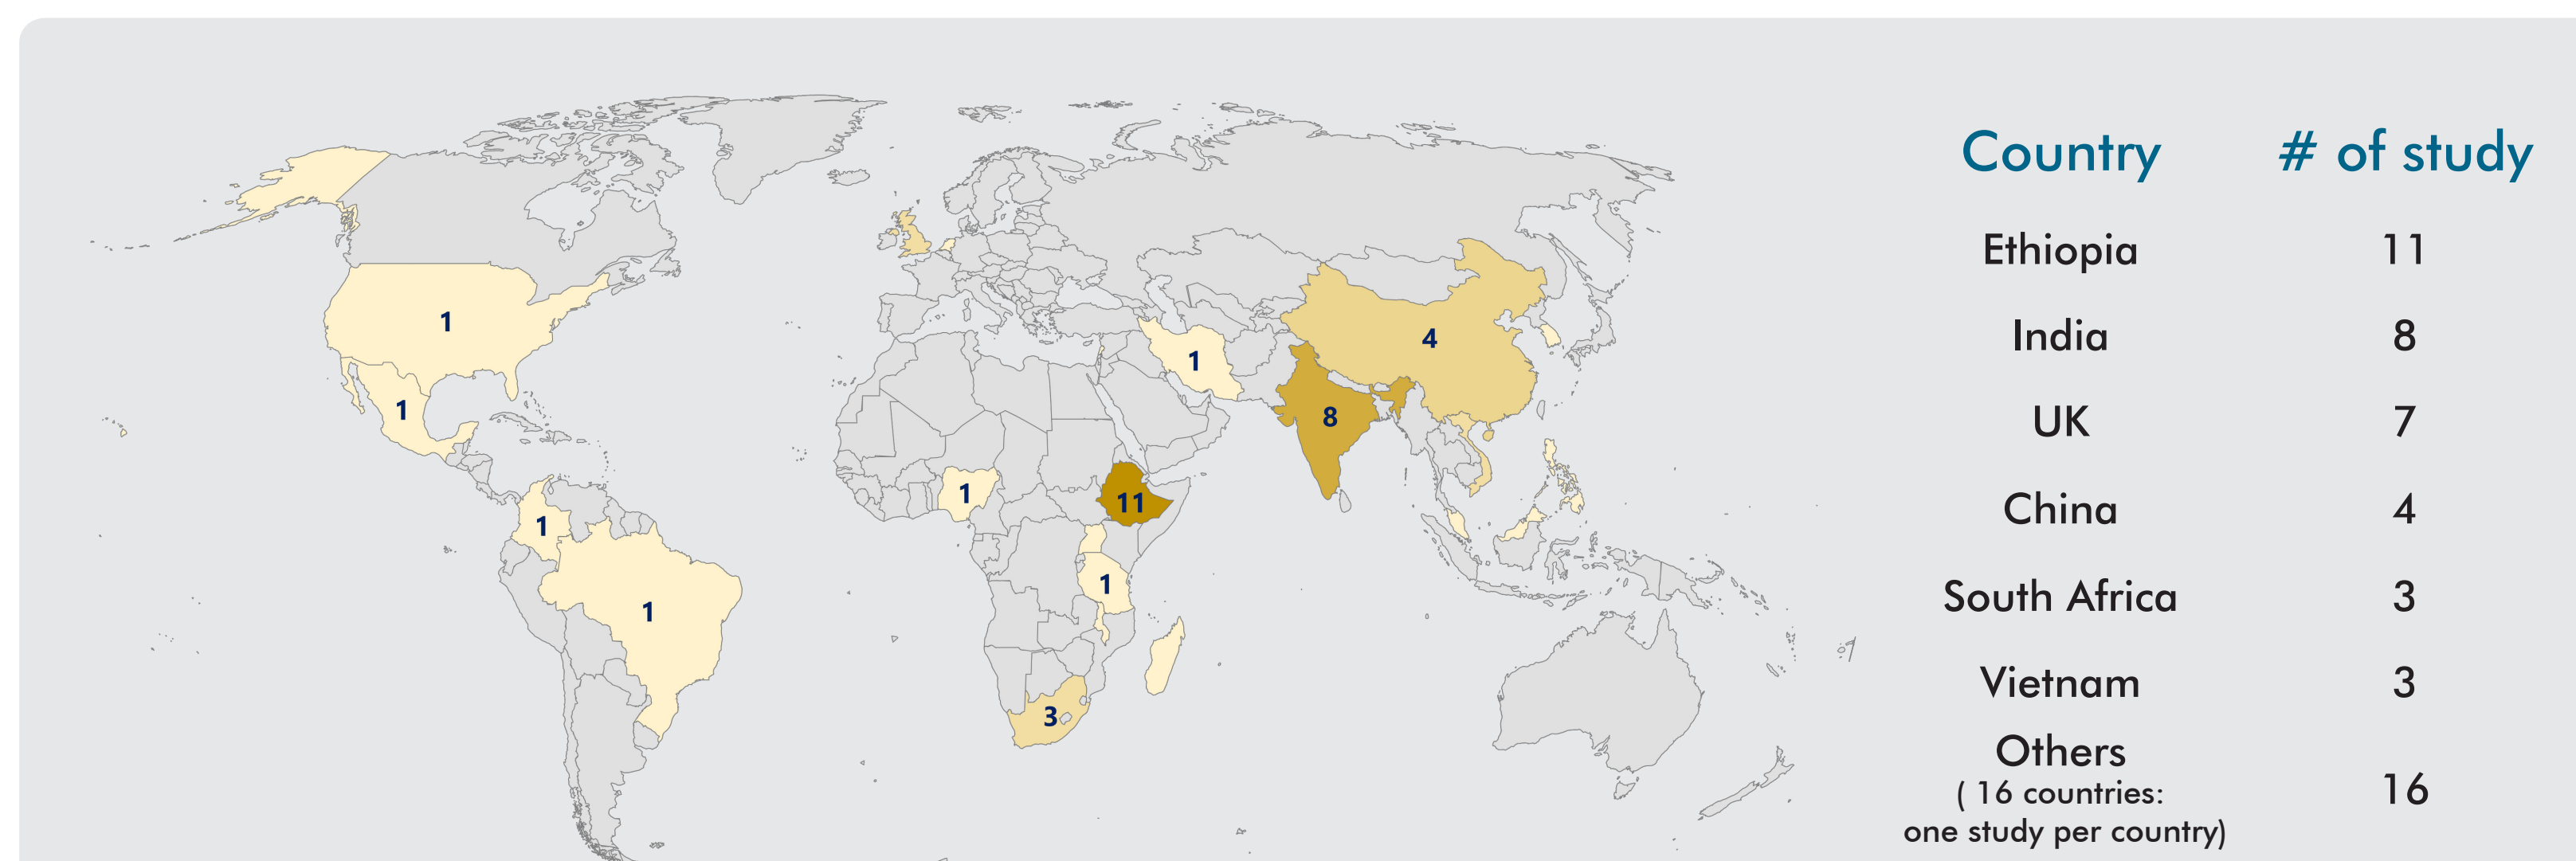 Country # of study
Ethiopia 11
India 8
UK 7
China 4
South Africa 3
Vietnam 3
Others
( 16 countries: 16
one study per country)
1
4
1
1
8
1
11
1
1
1
3